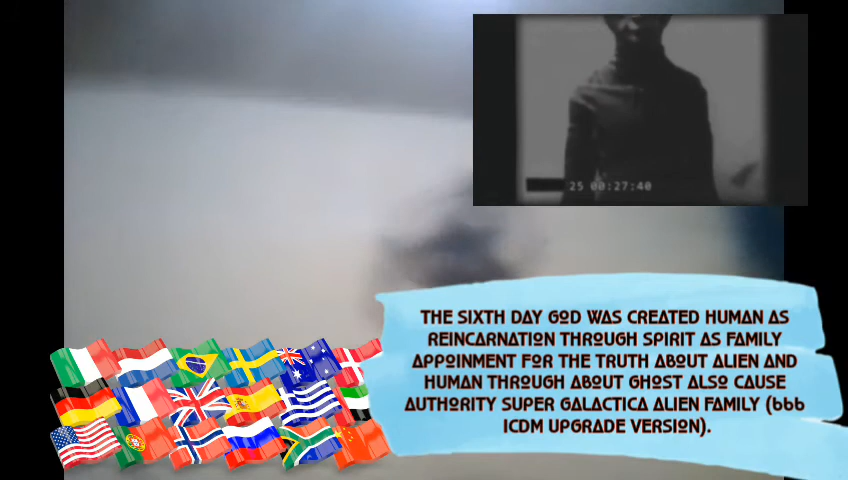 25 00:27:40
THE SIXTH DAY GOD WAS CREATED HUMAN AS
REINCARNATION THROUGH SPIRIT AS FAMILY
APPOINTMENT FOR THE TRUTH ABOUT ALIEN AND
HUMAN THROUGH ABOUT GHOST ALSO CAUSE
AUTHORITY SUPER GALACTICA ALIEN FAMILY (666
ICDM UPGRADE VERSION).